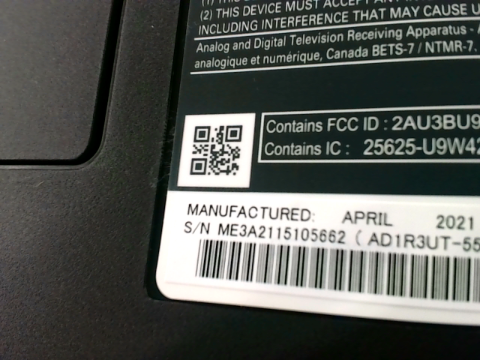 (2) THIS DEVICE MUST ACCEPT ANY
INCLUDING INTERFERENCE THAT MAY CAUSE
Analog and Digital Television Receiving Apparatus -
analogique et numérique, Canada BETS-7 / NTMR-7.
Contains FCC ID : 2AU3BU9
Contains IC : 25625-U9W42
MANUFACTURED: APRIL 2021
S/N ME3A2115105662 ( AD1R3UT-55